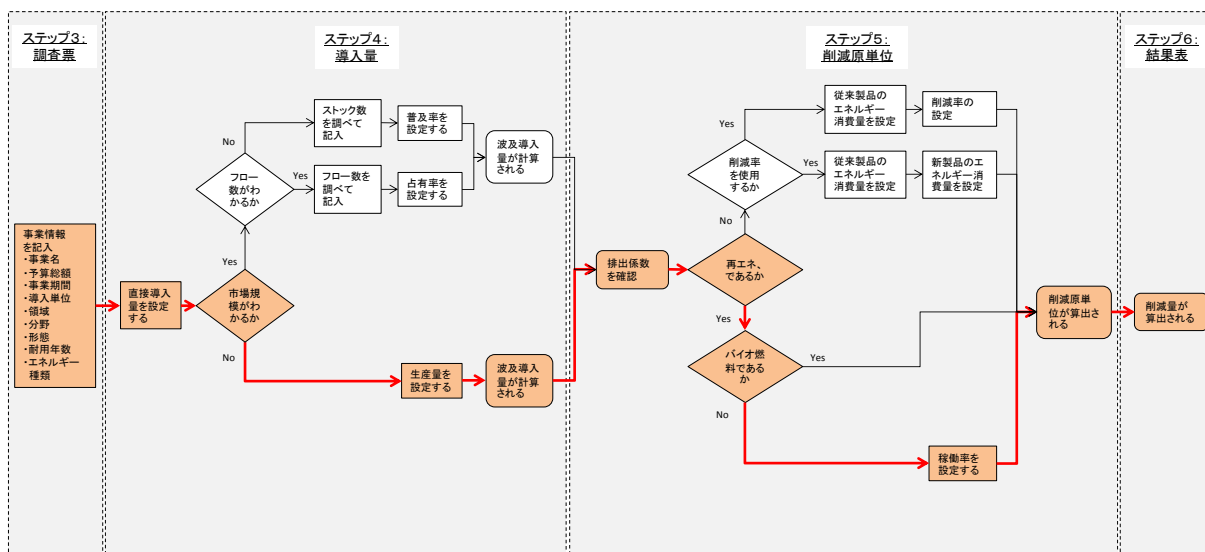 ステップ3:
調査票
ステップ4:
導入量
ステップ5:
削減原単位
ステップ6:
結果表
事業情報
を記入
・事業名
・予算総額
・事業期間
・導入単位
・領域
・分野
・形態
・耐用年数
・エネルギー
種類
直接導入
量を設定
する
市場規
模がわ
かるか
Yes
No
フロー
数がわ
かるか
No
Yes
ストック数
を調べて
記入
普及率を
設定する
フロー数を
調べて
記入
占有率を
設定する
波及導入
量が計算
される
生産量を
設定する
波及導入
量が計算
される
排出係数
を確認
再エネ、
であるか
No
Yes
削減率
を使用
するか
Yes
Yes
従来製品の
エネルギー
消費量を設定
削減率の
設定
従来製品の
エネルギー
消費量を設定
新製品のエ
ネルギー消
費量を設定
バイオ燃
料である
か
Yes
No
稼働率を
設定する
削減原単
位が算出さ
れる
削減量が
算出される